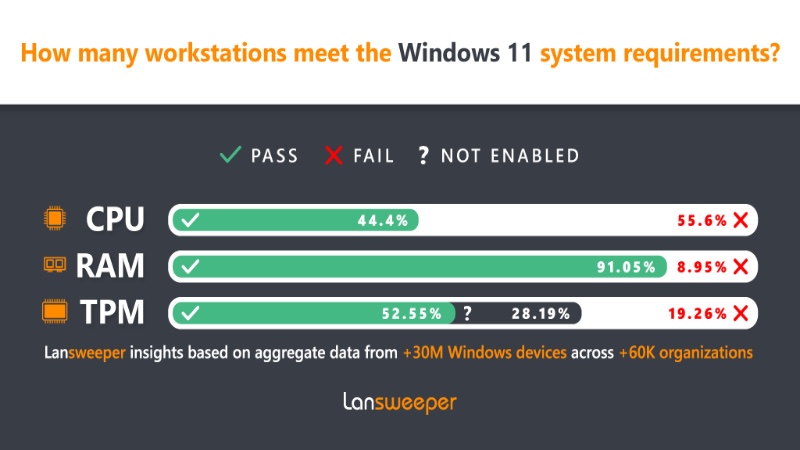 How many workstations meet the Windows 11 system requirements?
PASS FAIL ? NOT ENABLED
CPU 44.4% 55.6%
RAM 91.05% 8.95%
TPM 52.55% ? 28.19% 19.26%
Lansweeper insights based on aggregate data from +30M Windows devices across +60K organizations
Lansweeper